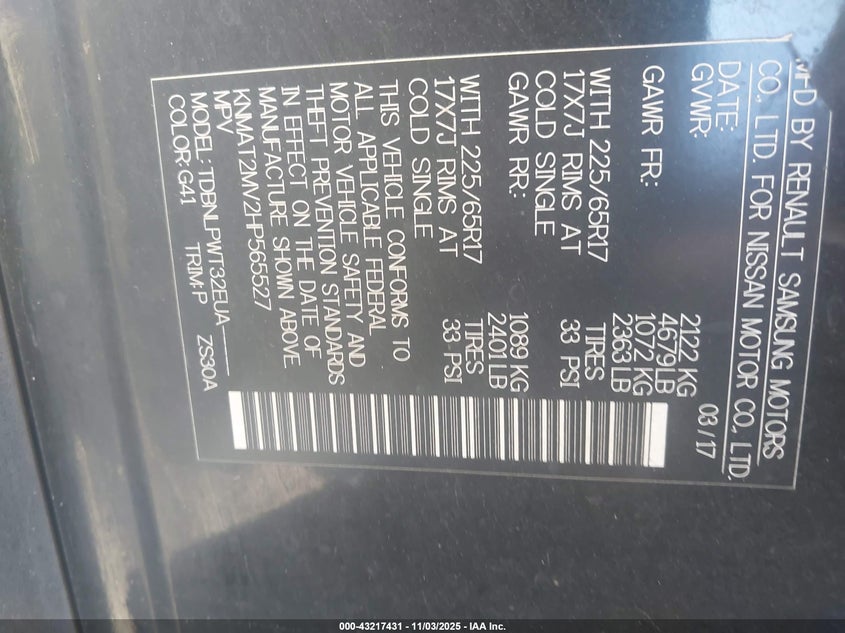 MFD BY RENAULT SAMSUNG MOTORS
CO., LTD. FOR NISSAN MOTOR CO., LTD.
DATE: 03/17
GVWR: 2122 KG
4679LB
GAWR FR: 1072 KG
2363 LB
WITH 225/65R17 TIRES
17X7J RIMS AT 33 PSI
COLD SINGLE
GAWR RR: 1089 KG
2401 LB
WITH 225/65R17 TIRES
17X7J RIMS AT 33 PSI
COLD SINGLE
THIS VEHICLE CONFORMS TO
ALL APPLICABLE FEDERAL
MOTOR VEHICLE SAFETY AND
THEFT PREVENTION STANDARDS
IN EFFECT ON THE DATE OF
MANUFACTURE SHOWN ABOVE.
KNMAT2MV2HP565527
MPV
MODEL: TDBNLPWT32EUA
COLOR:G41 TRIM:P ZS30A
000-43217431 - 11/03/2025 - IAA Inc.